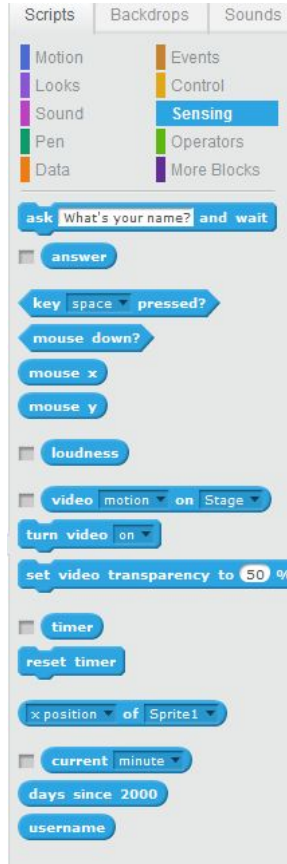 Scripts Backdrops Sounds
Motion Events
Looks Control
Sound Sensing
Pen Operators
Data More Blocks
ask What's your name? and wait
answer
key space pressed?
mouse down?
mouse x
mouse y
loudness
video motion on Stage
turn video on
set video transparency to 50 %
timer
reset timer
x position of Sprite1
current minute
days since 2000
username